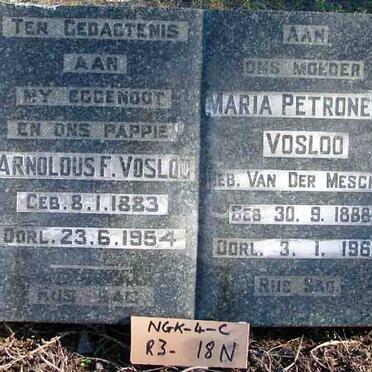 TER GEDAGTENIS
AAN
MY EGGENOOT
EN ONS PAPPIE
ARNOLDUS F. VOSLOO
GEB. 8.1.1883
OORL. 23.6.1954
RUS SAG
AAN
ONS MOEDER
MARIA PETRONE
VOSLOO
GEB. VAN DER MESCH
GEB 30.9.1888
OORL. 3.1.196
RUS SAG.
NGK-4-C
R3- 18N